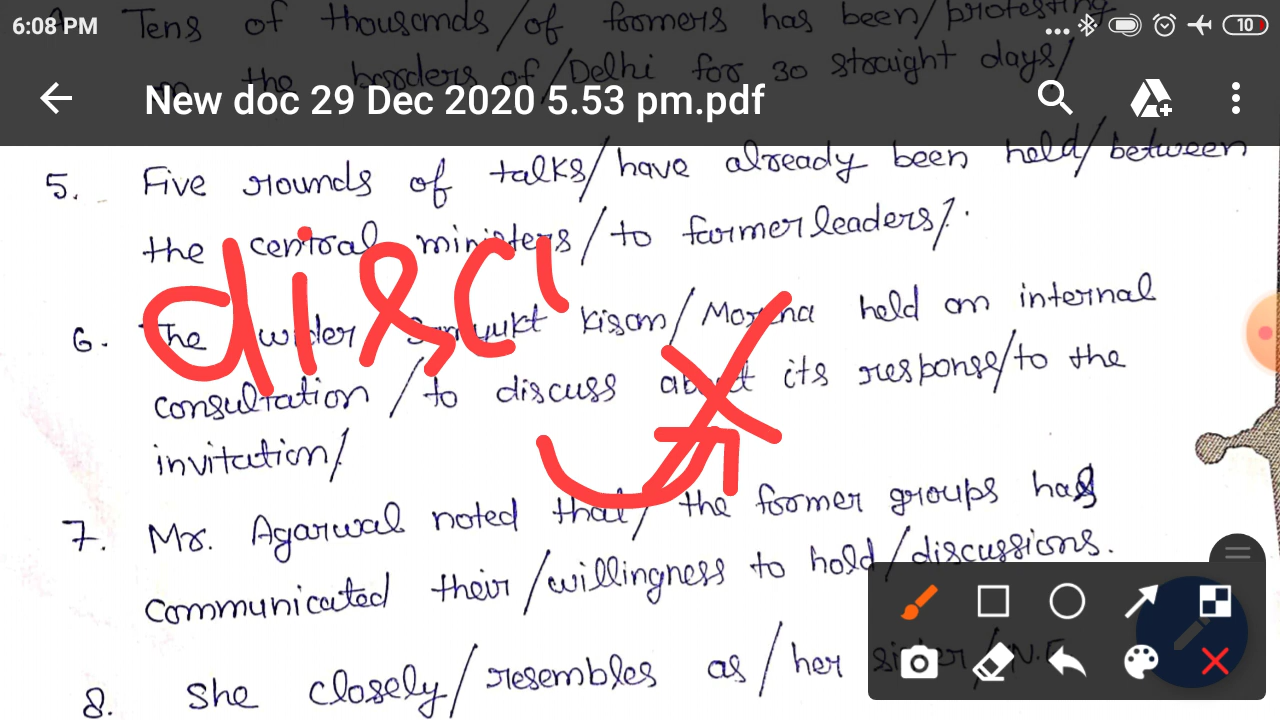 Tens of thousands/of farmers has been/protesting
6:08 PM
10
on the borders of/Delhi for 30 straight days/
New doc 29 Dec 2020 5.53 pm.pdf
5. Five rounds of talks/have already been held/between
the central ministers/to farmer leaders/.
disc
6. The wider Samyukt Kisan/Morcha held an internal
consultation/to discuss about its response/to the
invitation/
7. Mr. Agarwal noted that/the farmer groups has
communicated their/willingness to hold/discussions.
8. She closely/resembles as/her sister/N.E